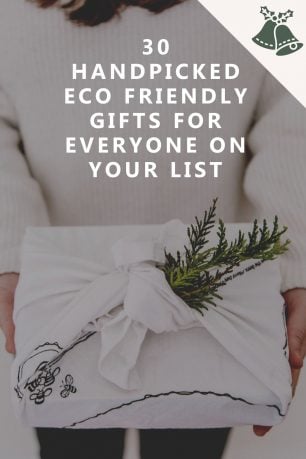 30
HANDPICKED
ECO FRIENDLY
GIFTS FOR
EVERYONE ON
YOUR LIST